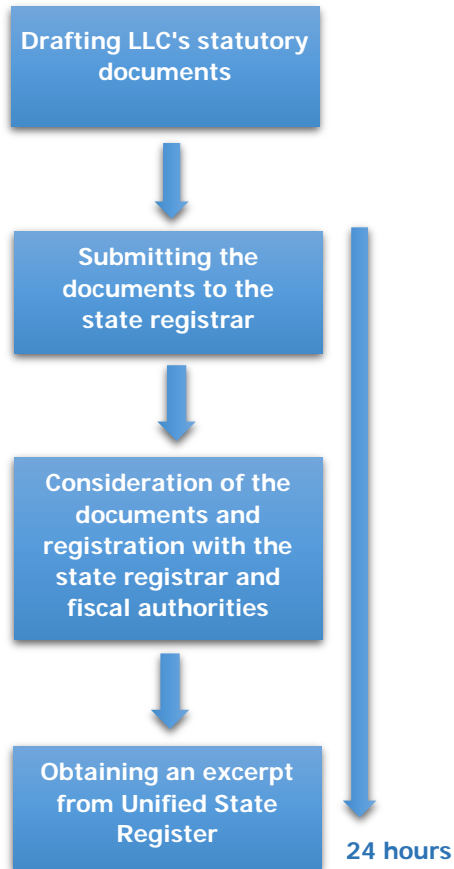 Drafting LLC's statutory
documents
Submitting the
documents to the
state registrar
Consideration of the
documents and
registration with the
state registrar and
fiscal authorities
Obtaining an excerpt
from Unified State
Register
24 hours